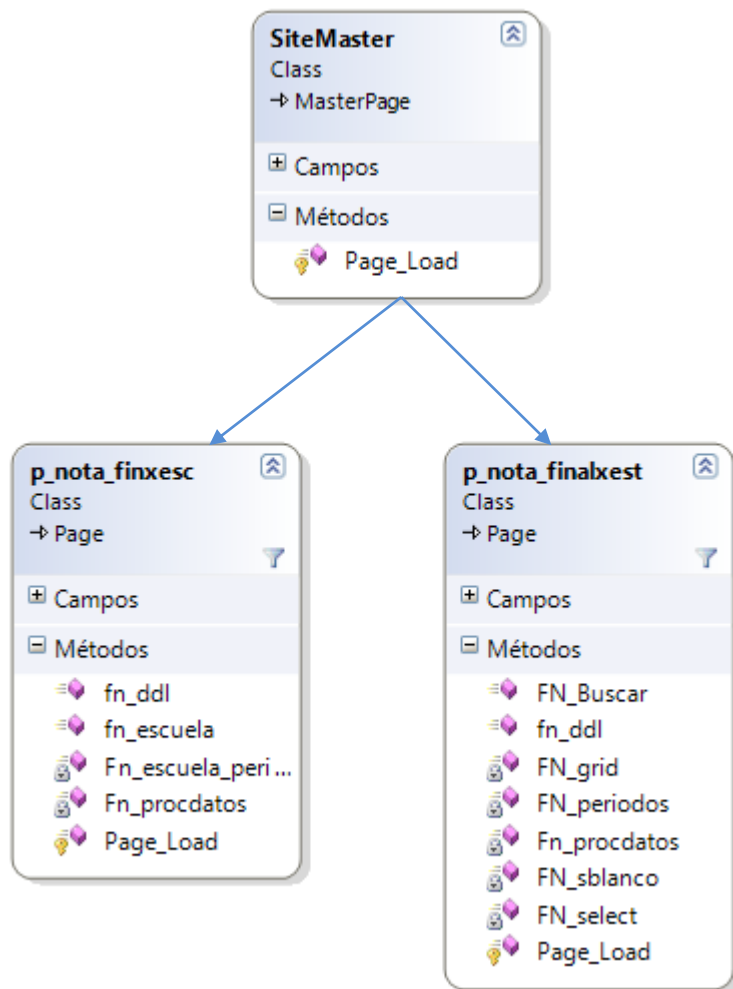 SiteMaster
Class
MasterPage
Campos
Métodos
Page_Load
p_nota_finxesc
Class
Page
Campos
Métodos
fn_ddl
fn_escuela
Fn_escuela_peri...
Fn_procdatos
Page_Load
p_nota_finalxest
Class
Page
Campos
Métodos
FN_Buscar
fn_ddl
FN_grid
FN_periodos
Fn_procdatos
FN_sblanco
FN_select
Page_Load